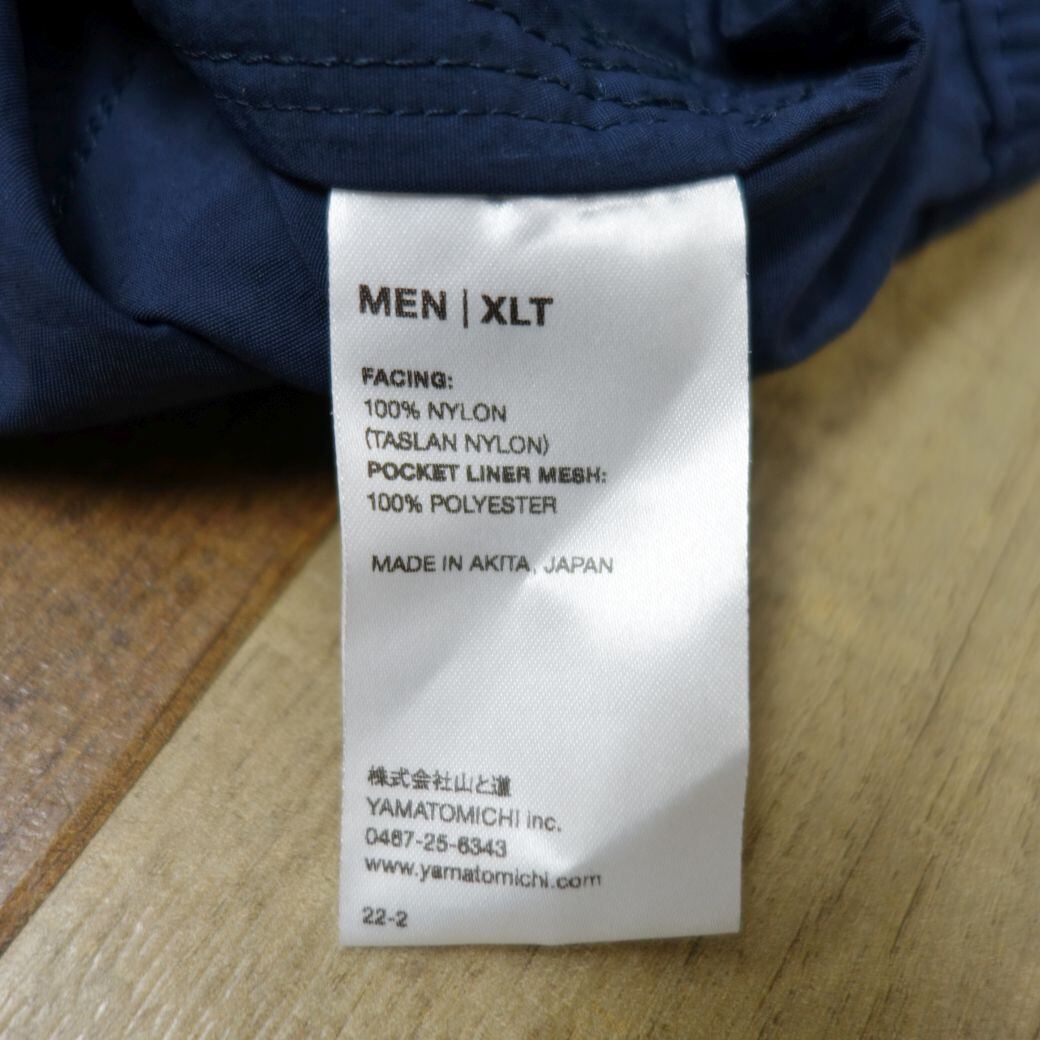 MEN | XLT
FACING:
100% NYLON
(TASLAN NYLON)
POCKET LINER MESH:
100% POLYESTER
MADE IN AKITA, JAPAN
株式会社山と道
YAMATOMICHI inc.
0467-25-6343
www.yamatomichi.com
22-2